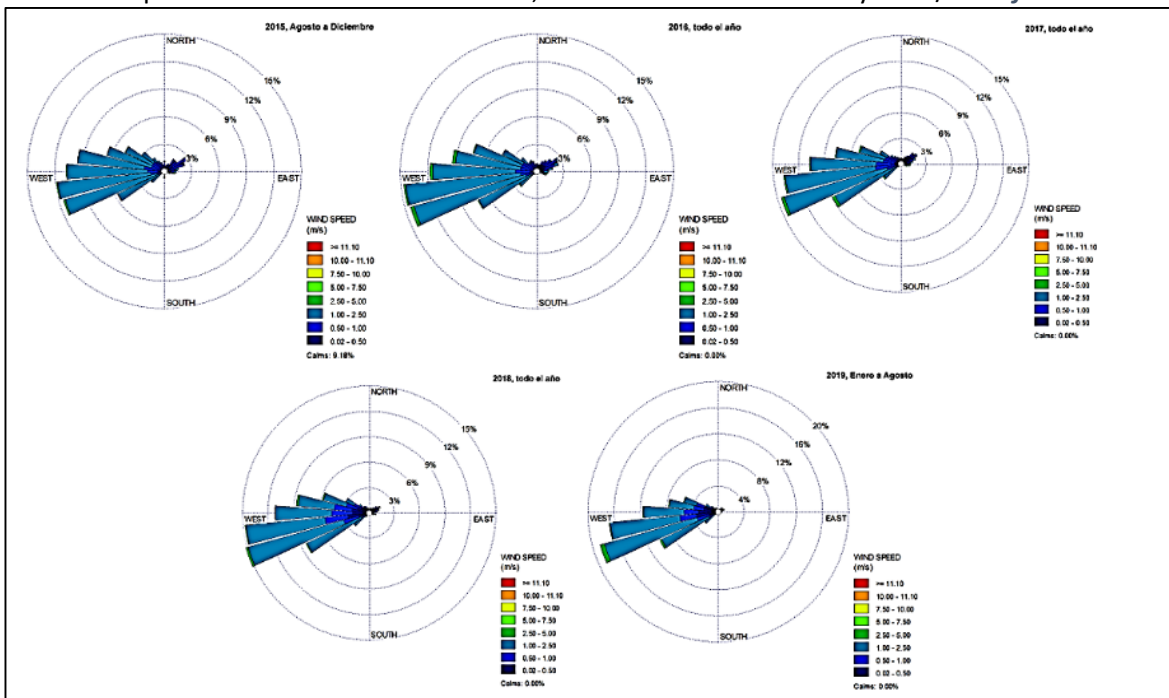 2015, Agosto a Diciembre
NORTH
15%
12%
9%
6%
3%
WEST
EAST
SOUTH
WIND SPEED
(m/s)
>= 11.10
10.00 - 11.10
7.50 - 10.00
5.00 - 7.50
2.50 - 5.00
1.00 - 2.50
0.50 - 1.00
0.02 - 0.50
Calms: 9.18%
2016, todo el año
NORTH
15%
12%
9%
6%
3%
WEST
EAST
SOUTH
WIND SPEED
(m/s)
>= 11.10
10.00 - 11.10
7.50 - 10.00
5.00 - 7.50
2.50 - 5.00
1.00 - 2.50
0.50 - 1.00
0.02 - 0.50
Calms: 0.00%
2017, todo el año
NORTH
15%
12%
9%
6%
3%
WEST
EAST
SOUTH
WIND SPEED
(m/s)
>= 11.10
10.00 - 11.10
7.50 - 10.00
5.00 - 7.50
2.50 - 5.00
1.00 - 2.50
0.50 - 1.00
0.02 - 0.50
Calms: 0.00%
2018, todo el año
NORTH
15%
12%
9%
6%
3%
WEST
EAST
SOUTH
WIND SPEED
(m/s)
>= 11.10
10.00 - 11.10
7.50 - 10.00
5.00 - 7.50
2.50 - 5.00
1.00 - 2.50
0.50 - 1.00
0.02 - 0.50
Calms: 0.00%
2019, Enero a Agosto
NORTH
20%
16%
12%
8%
4%
WEST
EAST
SOUTH
WIND SPEED
(m/s)
>= 11.10
10.00 - 11.10
7.50 - 10.00
5.00 - 7.50
2.50 - 5.00
1.00 - 2.50
0.50 - 1.00
0.02 - 0.50
Calms: 0.00%